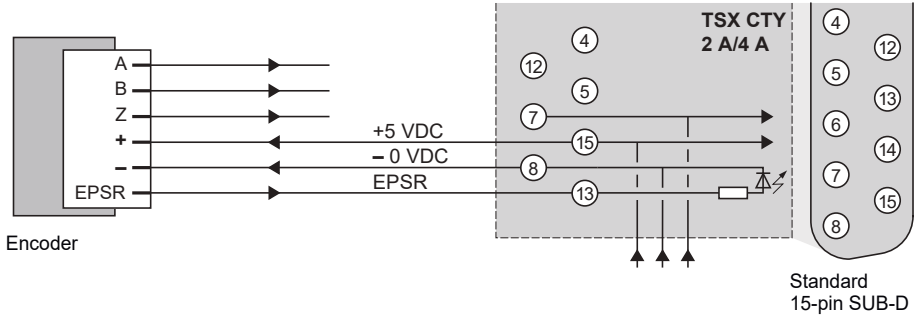 TSX CTY
2 A/4 A
4
12
5
7
15
8
13
A
B
Z
+
–
EPSR
+5 VDC
– 0 VDC
EPSR
Encoder
4
12
5
13
6
14
7
15
8
Standard
15-pin SUB-D